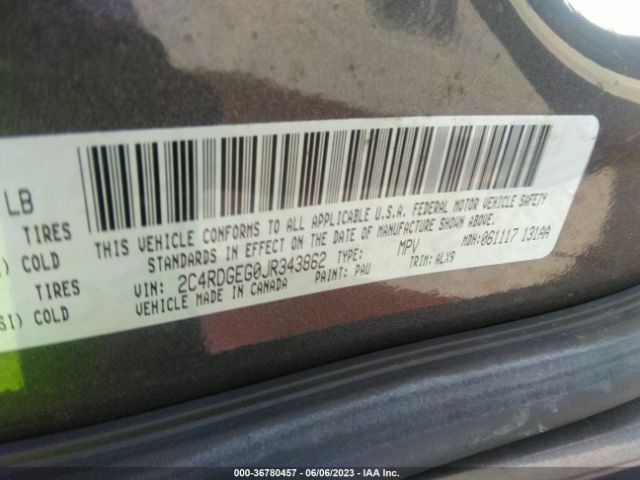 LB
TIRES
COLD
TIRES
SI) COLD
THIS VEHICLE CONFORMS TO ALL APPLICABLE U.S.A. FEDERAL MOTOR VEHICLE SAFETY
STANDARDS IN EFFECT ON THE DATE OF MANUFACTURE SHOWN ABOVE.
VIN: 2C4RDGEG0JR343862 TYPE: MPV MDH:061117 131AA
VEHICLE MADE IN CANADA PAINT: PAU TRIM:ALX9
000-36780457 - 06/06/2023 - IAA Inc.